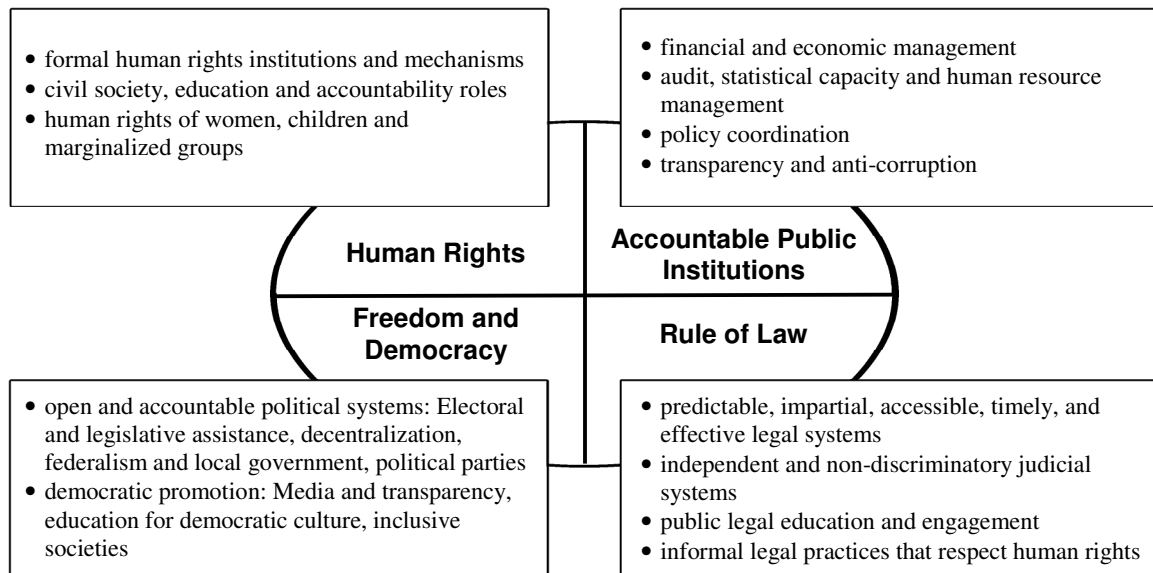 • formal human rights institutions and mechanisms
• civil society, education and accountability roles
• human rights of women, children and
marginalized groups
• financial and economic management
• audit, statistical capacity and human resource
management
• policy coordination
• transparency and anti-corruption
Human Rights
Accountable Public
Institutions
Freedom and
Democracy
Rule of Law
• open and accountable political systems: Electoral
and legislative assistance, decentralization,
federalism and local government, political parties
• democratic promotion: Media and transparency,
education for democratic culture, inclusive
societies
• predictable, impartial, accessible, timely, and
effective legal systems
• independent and non-discriminatory judicial
systems
• public legal education and engagement
• informal legal practices that respect human rights